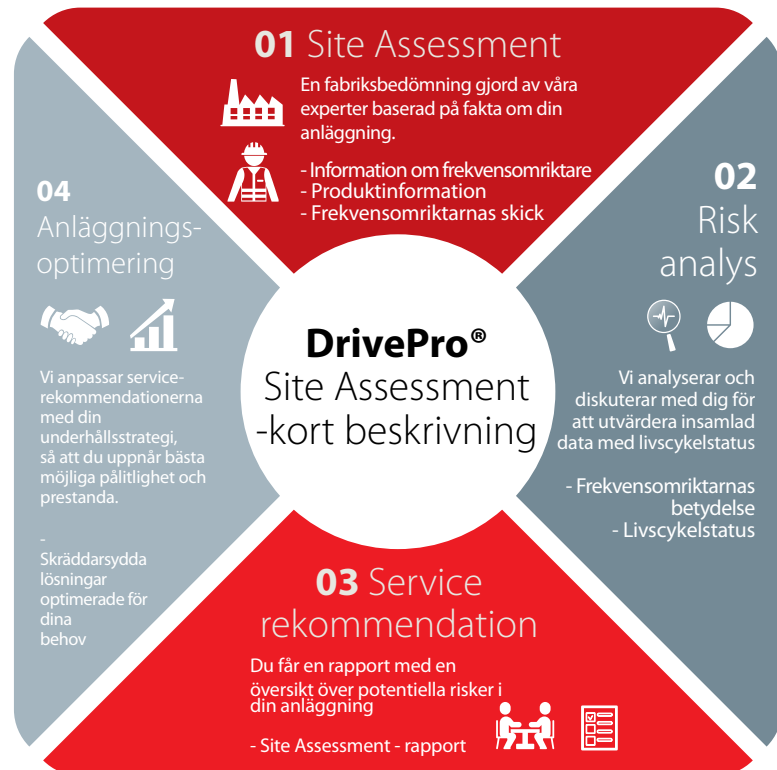 01 Site Assessment
En fabriksbedömning gjord av våra
experter baserad på fakta om din
anläggning.
- Information om frekvensomriktare
- Produktinformation
- Frekvensomriktarnas skick
02
Risk
analys
Vi analyserar och
diskuterar med dig för
att utvärdera insamlad
data med livscykelstatus
- Frekvensomriktarnas
betydelse
- Livscykelstatus
DrivePro®
Site Assessment
-kort beskrivning
03 Service
rekommendation
Du får en rapport med en
översikt över potentiella risker i
din anläggning
- Site Assessment - rapport
04
Anläggnings-
optimering
Vi anpassar service-
rekommendationerna
med din
underhållsstrategi,
så att du uppnår bästa
möjliga pålitlighet och
prestanda.
-
Skräddarsydda
lösningar
optimerade för
dina
behov